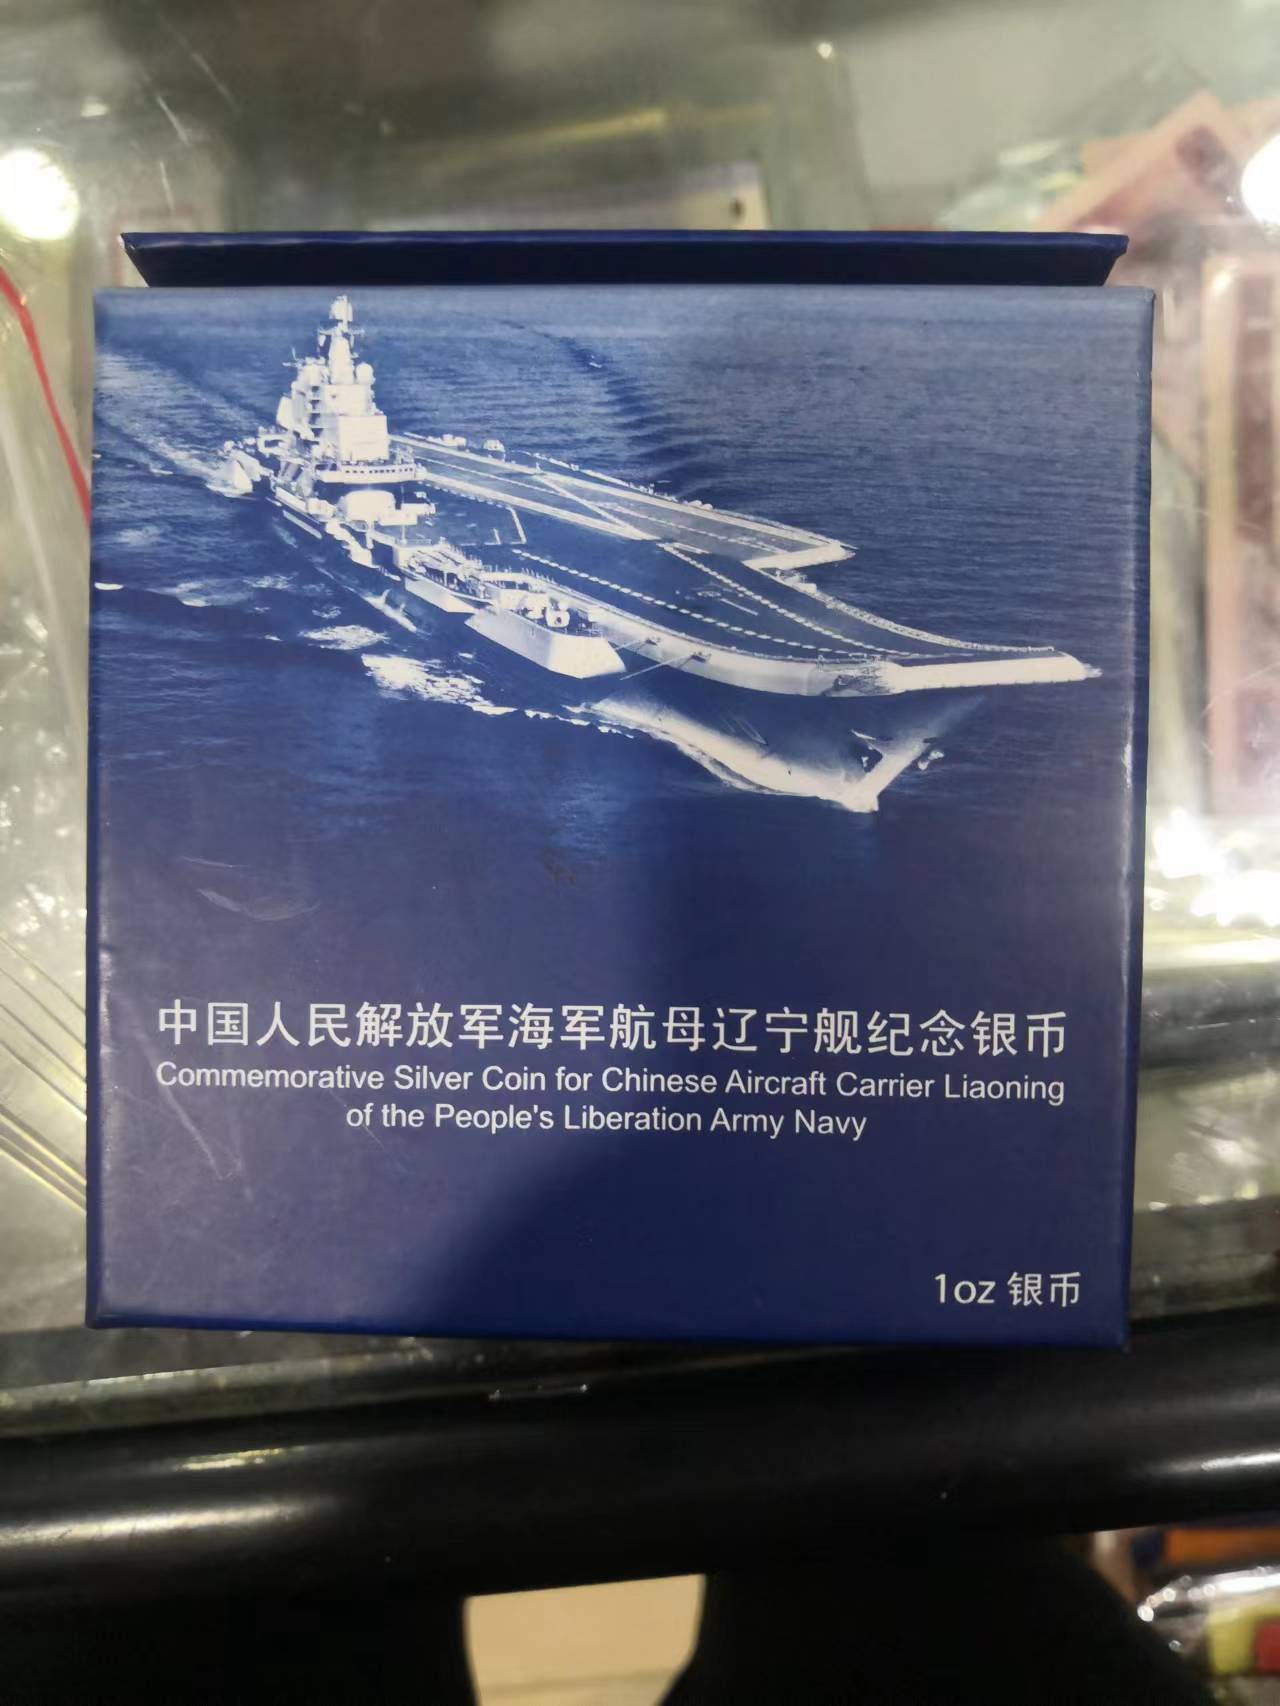 中国人民解放军海军航母辽宁舰纪念银币
Commemorative Silver Coin for Chinese Aircraft Carrier Liaoning
of the People's Liberation Army Navy
1oz 银币